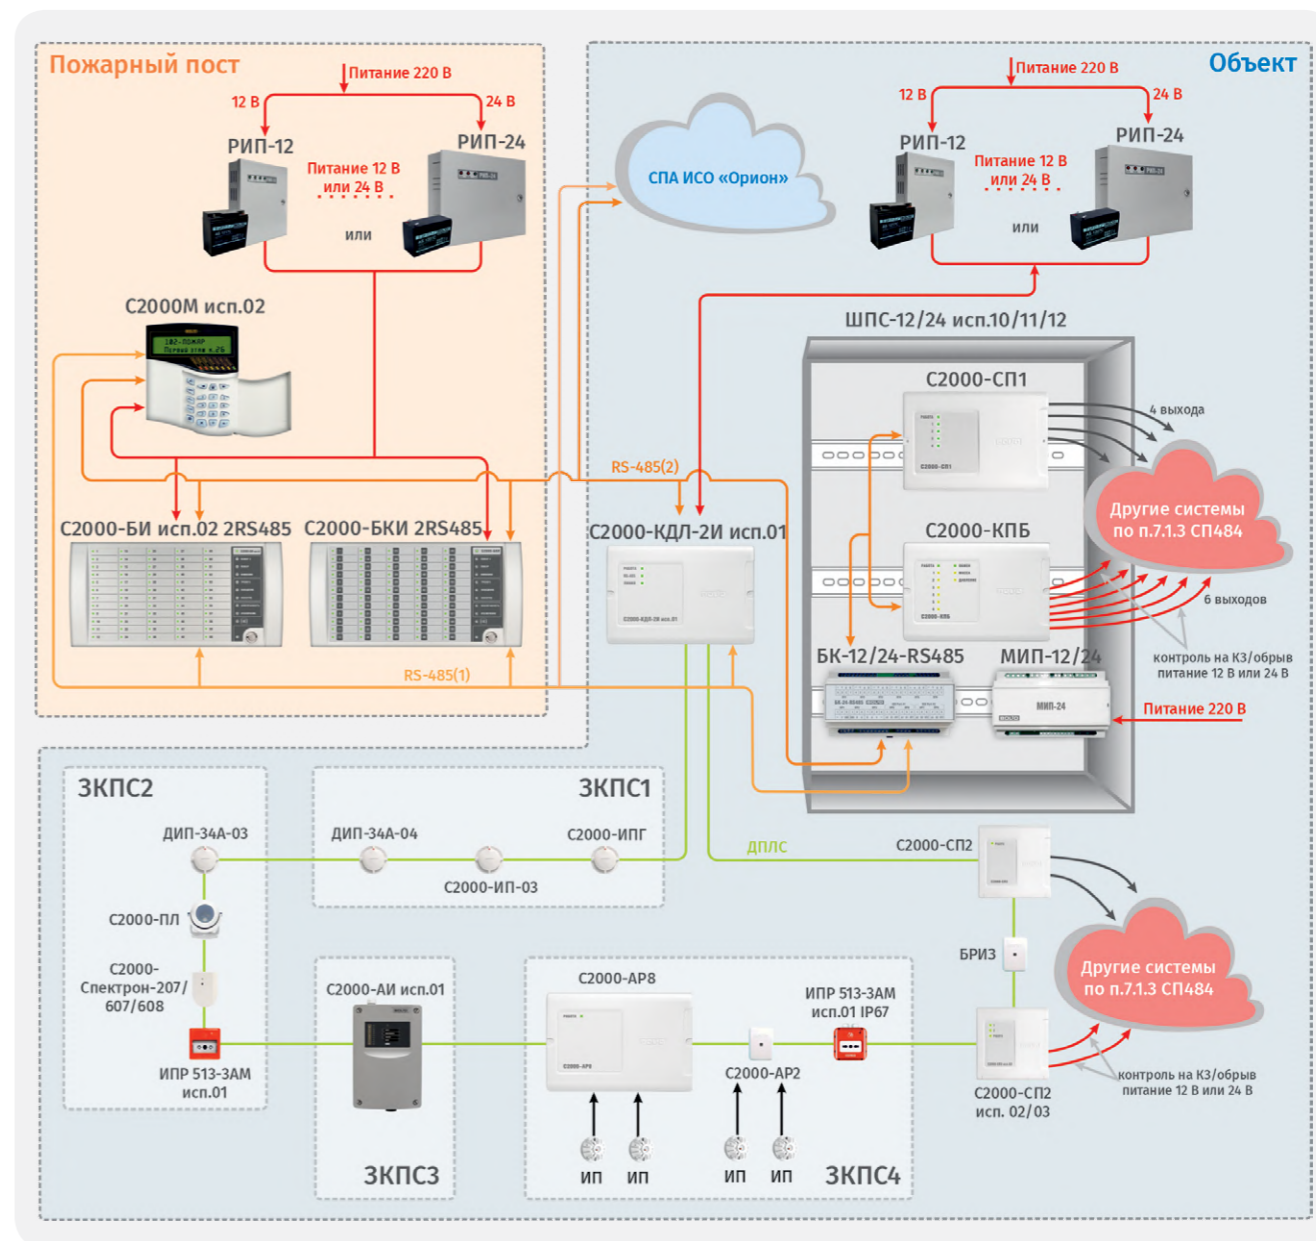 Пожарный пост
Питание 220 В
12 В
24 В
РИП-12
РИП-24
Питание 12 В
или 24 В
или
С2000М исп.02
С2000-БИ исп.02 2RS485
С2000-БКИ 2RS485
RS-485(1)
Объект
СПА ИСО «Орион»
Питание 220 В
12 В
24 В
РИП-12
РИП-24
Питание 12 В
или 24 В
или
ШПС-12/24 исп.10/11/12
С2000-СП1
4 выхода
RS-485(2)
С2000-КДЛ-2И исп.01
С2000-КПБ
Другие системы
по п.7.1.3 СП484
6 выходов
контроль на КЗ/обрыв
питание 12 В или 24 В
БК-12/24-RS485
МИП-12/24
МИП-24
Питание 220 В
ЗКПС2
ДИП-34А-03
С2000-ПЛ
С2000-
Спектрон-207/
607/608
ИПР 513-3АМ
исп.01
ЗКПС1
ДИП-34А-04
С2000-ИП-03
С2000-ИПГ
ДПЛС
С2000-СП2
БРИЗ
Другие системы
по п.7.1.3 СП484
С2000-СП2
исп. 02/03
контроль на КЗ/обрыв
питание 12 В или 24 В
С2000-АИ исп.01
ЗКПС3
С2000-АР8
С2000-АР2
ИПР 513-3АМ
исп.01 IP67
ИП
ИП
ИП
ИП
ЗКПС4